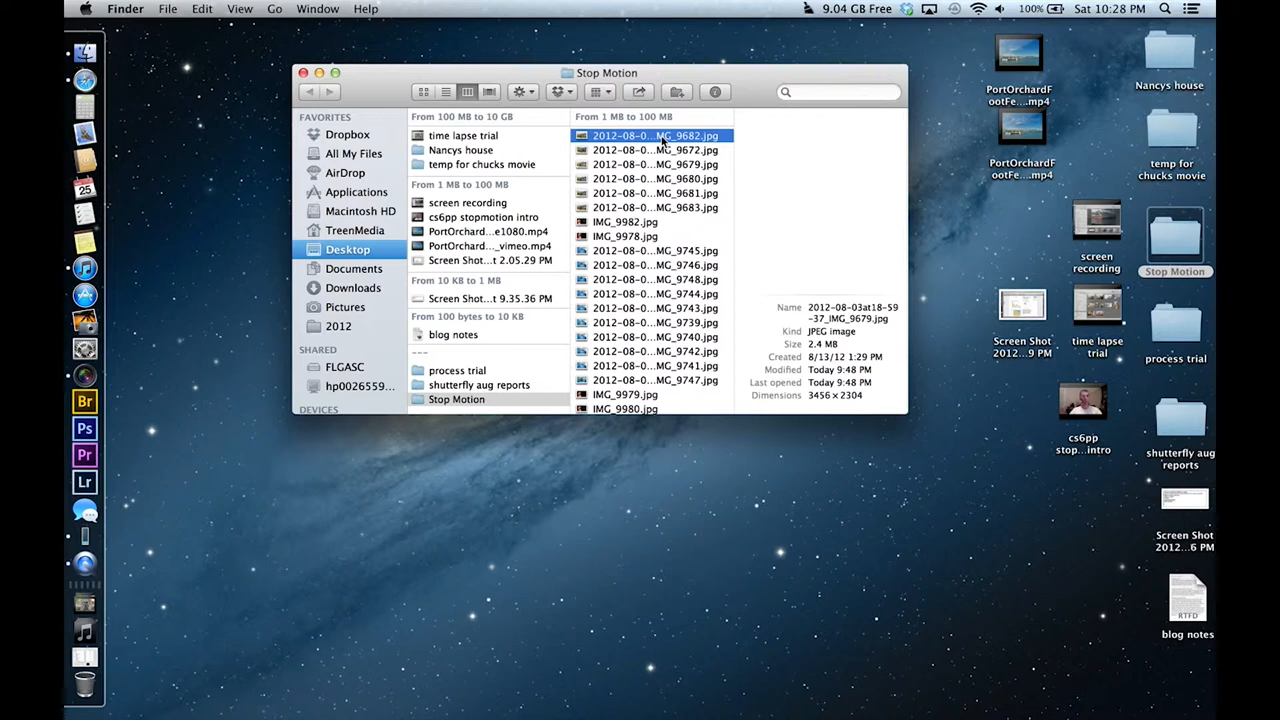 Finder File Edit View Go Window Help 9.04 GB Free 100% Sat 10:28 PM
Stop Motion
FAVORITES
Dropbox
All My Files
AirDrop
Applications
Macintosh HD
TreenMedia
Desktop
Documents
Downloads
Pictures
2012
SHARED
FLGASC
hp0026559...
DEVICES
From 100 MB to 10 GB
time lapse trial
Nancys house
temp for chucks movie
From 1 MB to 100 MB
screen recording
cs6pp stopmotion intro
PortOrchard...e1080.mp4
PortOrchard..._vimeo.mp4
Screen Shot...t 2.05.29 PM
From 10 KB to 1 MB
Screen Shot...t 9.35.36 PM
From 100 bytes to 10 KB
blog notes
---
process trial
shutterfly aug reports
Stop Motion
From 1 MB to 100 MB
2012-08-0...MG_9682.jpg
2012-08-0...MG_9672.jpg
2012-08-0...MG_9679.jpg
2012-08-0...MG_9680.jpg
2012-08-0...MG_9681.jpg
2012-08-0...MG_9683.jpg
IMG_9982.jpg
IMG_9978.jpg
2012-08-0...MG_9745.jpg
2012-08-0...MG_9746.jpg
2012-08-0...MG_9748.jpg
2012-08-0...MG_9744.jpg
2012-08-0...MG_9743.jpg
2012-08-0...MG_9739.jpg
2012-08-0...MG_9740.jpg
2012-08-0...MG_9742.jpg
2012-08-0...MG_9741.jpg
2012-08-0...MG_9747.jpg
IMG_9979.jpg
IMG_9980.jpg
Name 2012-08-03at18-59
-37_IMG_9679.jpg
Kind JPEG image
Size 2.4 MB
Created 8/13/12 1:29 PM
Modified Today 9:48 PM
Last opened Today 9:48 PM
Dimensions 3456 × 2304
PortOrchardF
ootFe...mp4
PortOrchardF
ootFe...mp4
Nancys house
temp for
chucks movie
screen
recording
Stop Motion
Screen Shot
2012...9 PM
time lapse
trial
process trial
cs6pp
stop...intro
shutterfly aug
reports
Screen Shot
2012...6 PM
RTFD
blog notes
25
Br
Ps
Pr
Lr